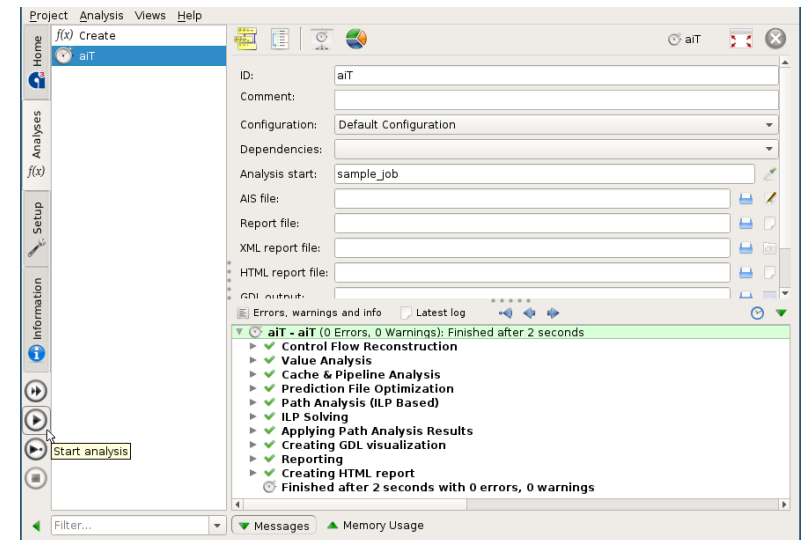 Project Analysis Views Help
Home
Analyses
f(x)
Setup
Information
f(x) Create
aiT
aiT
ID: aiT
Comment:
Configuration: Default Configuration
Dependencies:
Analysis start: sample_job
AIS file:
Report file:
XML report file:
HTML report file:
GDL output:
Errors, warnings and info Latest log
aiT - aiT (0 Errors, 0 Warnings): Finished after 2 seconds
Control Flow Reconstruction
Value Analysis
Cache & Pipeline Analysis
Prediction File Optimization
Path Analysis (ILP Based)
ILP Solving
Applying Path Analysis Results
Creating GDL visualization
Reporting
Creating HTML report
Finished after 2 seconds with 0 errors, 0 warnings
Start analysis
Filter...
Messages Memory Usage